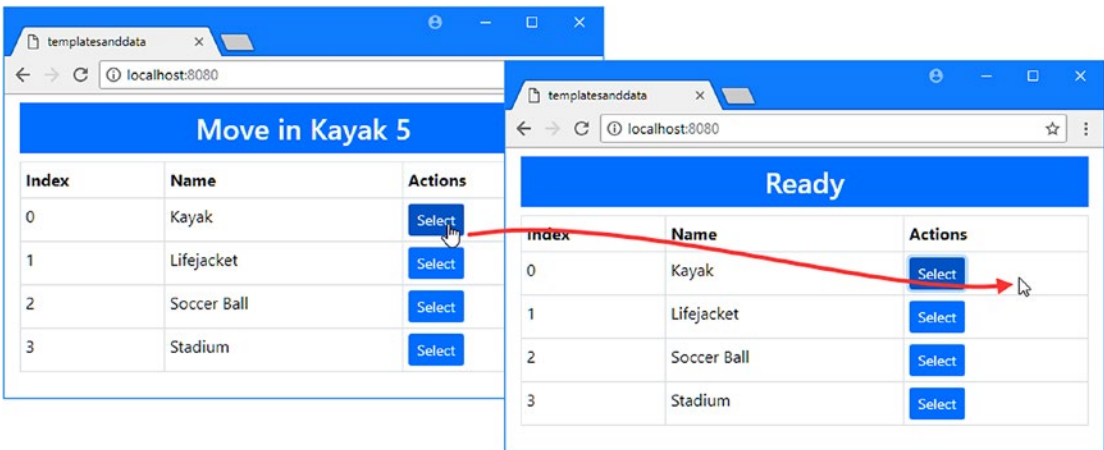 templatesanddata
localhost:8080
Move in Kayak 5
Index Name Actions
0 Kayak Select
1 Lifejacket Select
2 Soccer Ball Select
3 Stadium Select
templatesanddata
localhost:8080
Ready
Index Name Actions
0 Kayak Select
1 Lifejacket Select
2 Soccer Ball Select
3 Stadium Select